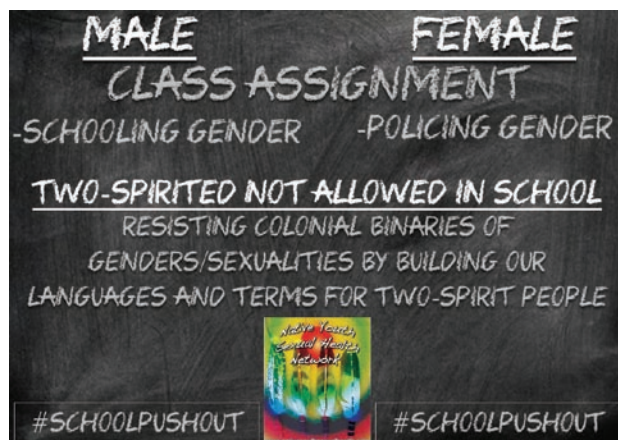 MALE FEMALE
CLASS ASSIGNMENT
-SCHOOLING GENDER -POLICING GENDER
TWO-SPIRITED NOT ALLOWED IN SCHOOL
RESISTING COLONIAL BINARIES OF
GENDERS/SEXUALITIES BY BUILDING OUR
LANGUAGES AND TERMS FOR TWO-SPIRIT PEOPLE
Native Youth
Sexual Health
Network
#SCHOOLPUSHOUT #SCHOOLPUSHOUT